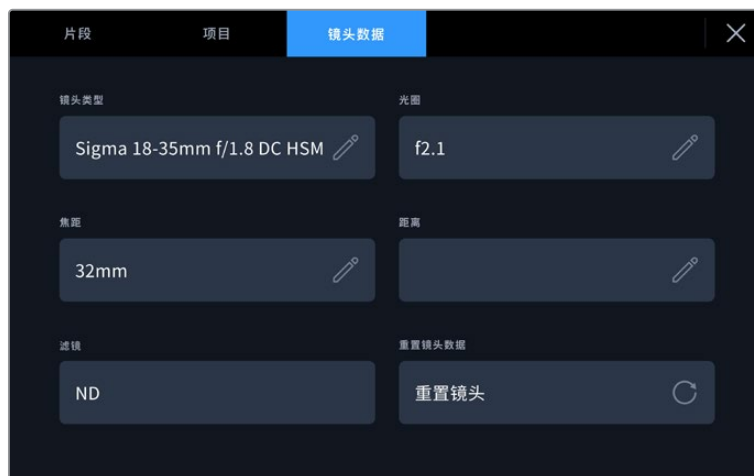 片段 项目 镜头数据
镜头类型 光圈
Sigma 18-35mm f/1.8 DC HSM f2.1
焦距 距离
32mm
滤镜 重置镜头数据
ND 重置镜头